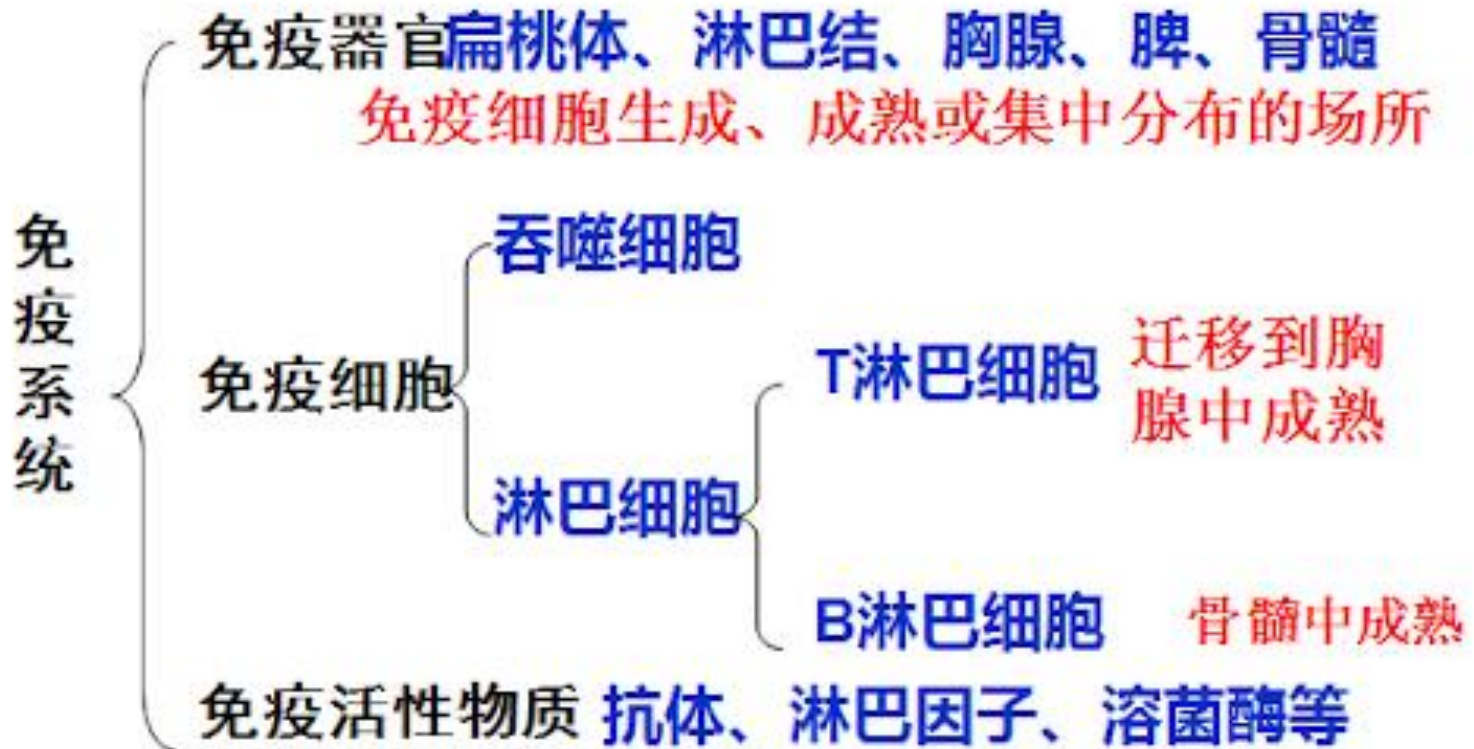 免疫系统
免疫器官扁桃体、淋巴结、胸腺、脾、骨髓
免疫细胞生成、成熟或集中分布的场所
免疫细胞
吞噬细胞
淋巴细胞
T淋巴细胞
迁移到胸
腺中成熟
B淋巴细胞 骨髓中成熟
免疫活性物质 抗体、淋巴因子、溶菌酶等